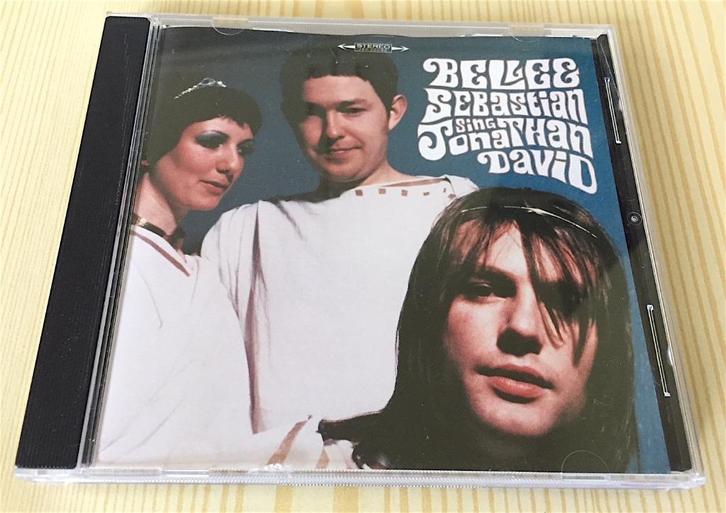 STEREO
BELLE &
SEBASTIAN
SING
JONATHAN
DAVID